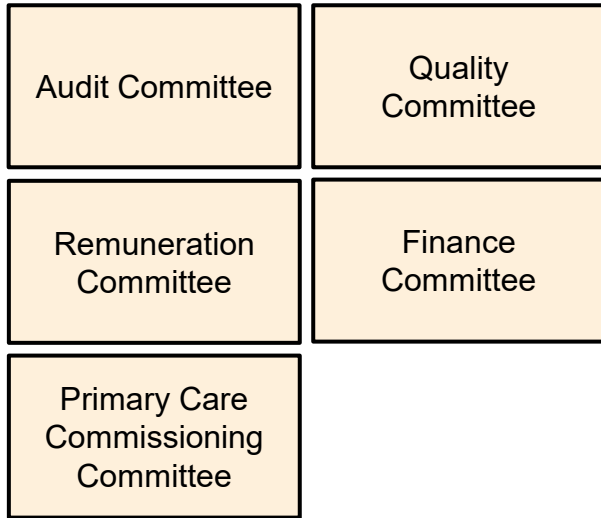 Audit Committee
Quality
Committee
Remuneration
Committee
Finance
Committee
Primary Care
Commissioning
Committee